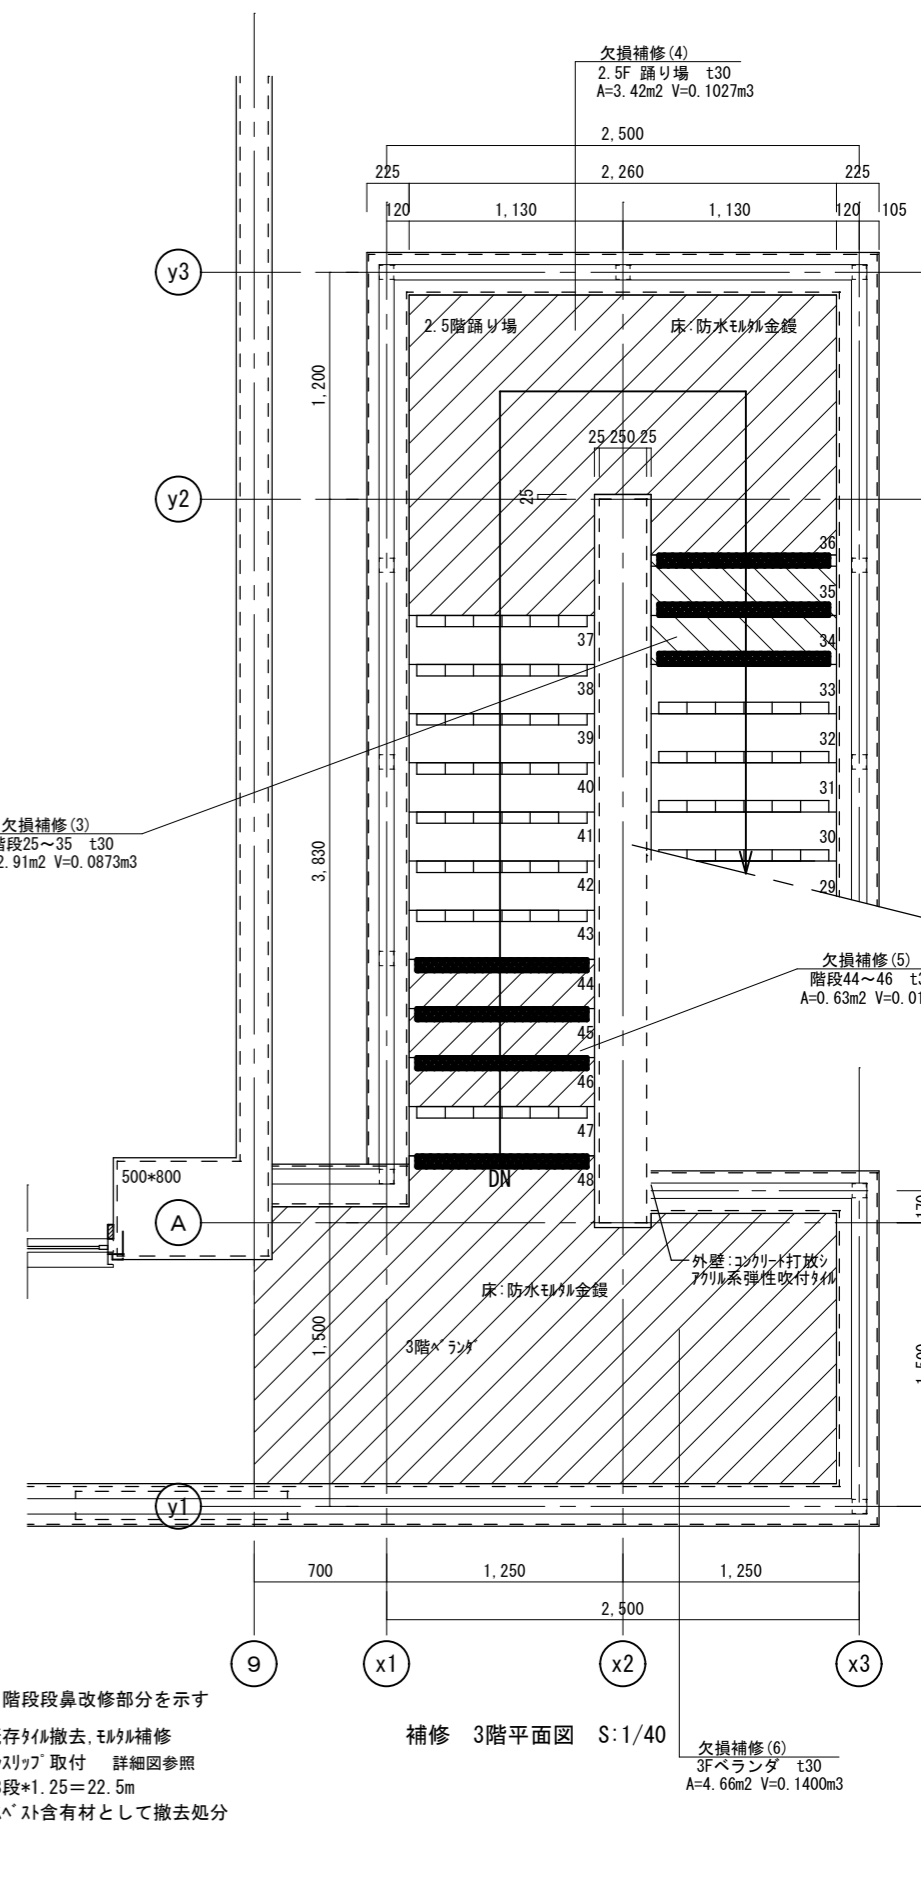 欠損補修(4)
2.5F 踊り場 t30
A=3.42m2 V=0.1027m3
2,500
225 2,260 225
120 1,130 1,130 120 105
y3
2.5階踊り場 床:防水ﾓﾙﾀﾙ金鏝
1,200
25 250 25
y2
25
36
35
34
37
33
38
32
39
31
40
欠損補修(3)
階段25～35 t30
2.91m2 V=0.0873m3
41
30
3,830
42
29
43
欠損補修(5)
階段44～46
A=0.63m2
44
45
46
47
500*800
DN
48
A
170
外壁:ｺﾝｸﾘｰﾄ打放ｼ
ｱｸﾘﾙ系弾性吹付ﾀｲﾙ
床:防水ﾓﾙﾀﾙ金鏝
1,500
3階ﾍﾞﾗﾝﾀﾞ
1,500
y1
700 1,250 1,250
2,500
9 x1 x2 x3
階段段鼻改修部分を示す
存ﾀｲﾙ撤去,ﾓﾙﾀﾙ補修
ｽﾘｯﾌﾟ取付 詳細図参照
段*1.25＝22.5m
ﾍﾞｽﾄ含有材として撤去処分
補修 3階平面図 S:1/40
欠損補修(6)
3Fベランダ t30
A=4.66m2 V=0.1400m3